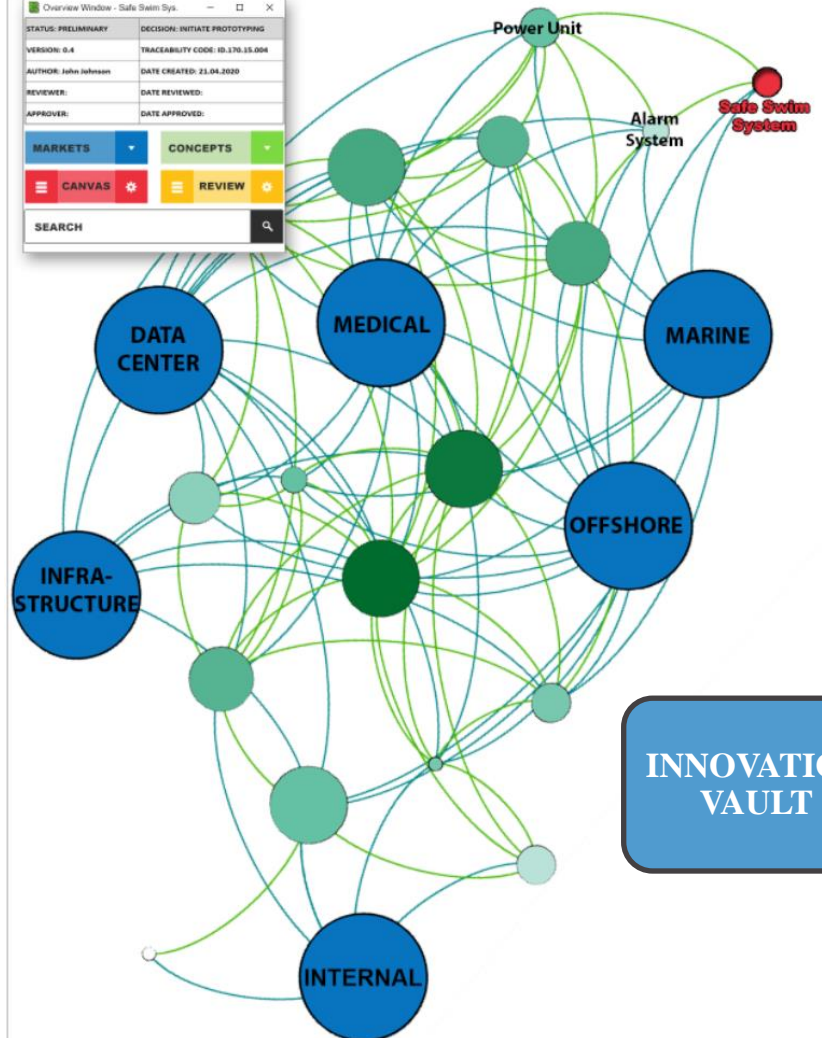 Overview Window - Safe Swim Sys.
STATUS: PRELIMINARY
DECISION: INITIATE PROTOTYPING
VERSION: 0.4
TRACEABILITY CODE: ID.170.15.004
AUTHOR: John Johnson
DATE CREATED: 21.04.2020
REVIEWER:
DATE REVIEWED:
APPROVER:
DATE APPROVED:
MARKETS
CONCEPTS
CANVAS
REVIEW
SEARCH
Power Unit
Safe Swim
System
Alarm
System
DATA
CENTER
MEDICAL
MARINE
OFFSHORE
INFRA-
STRUCTURE
VAULT
INTERNAL